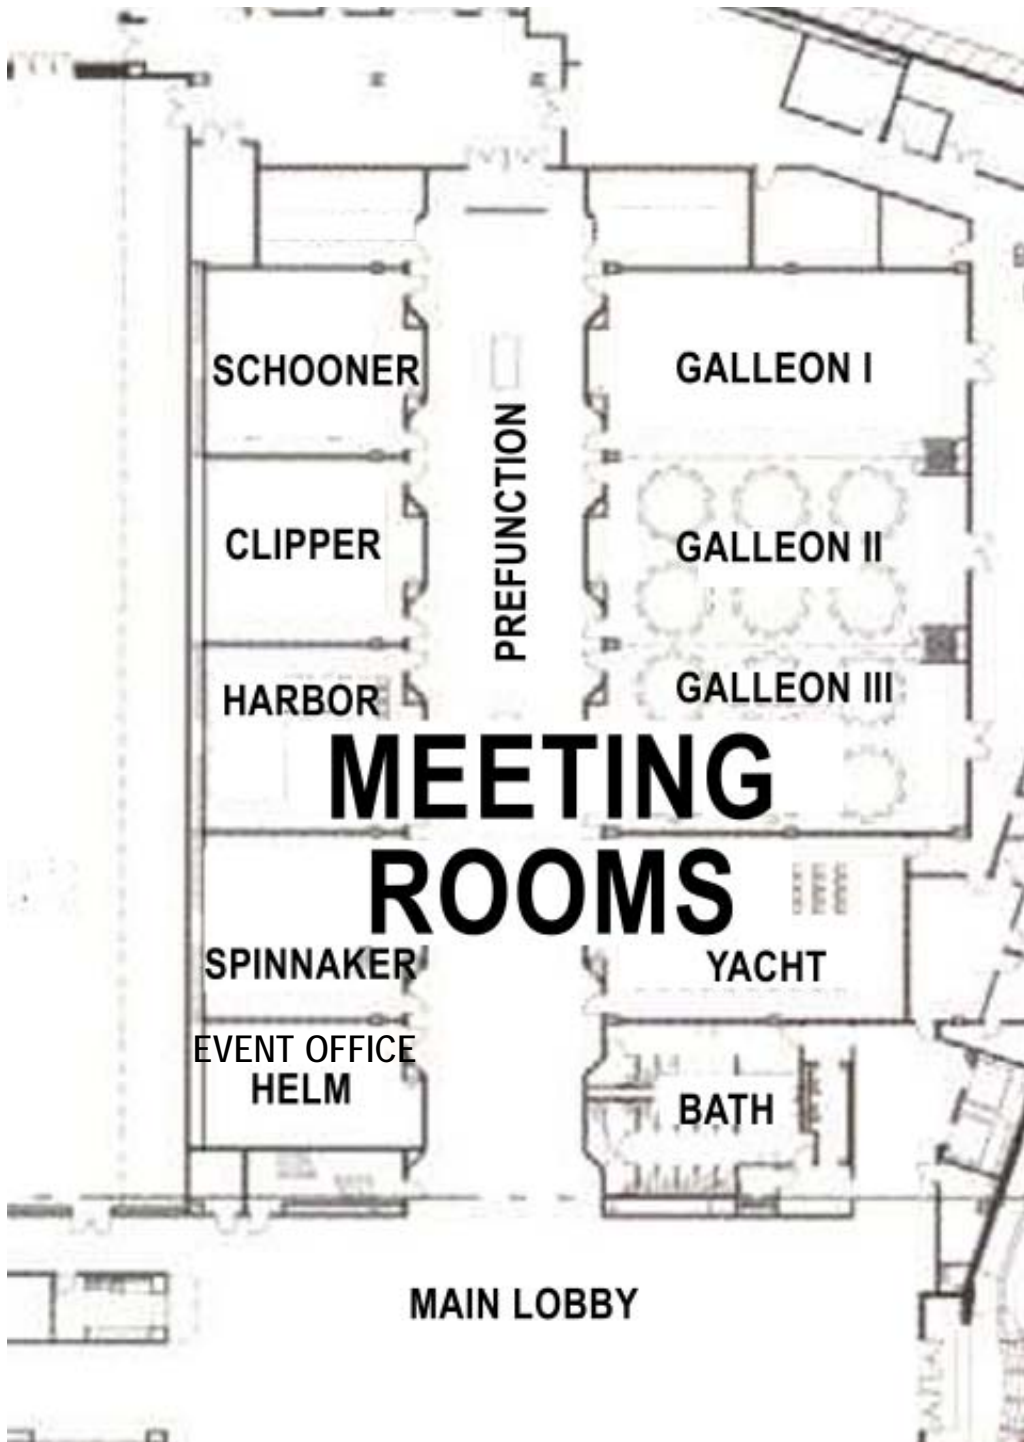 SCHOONER
GALLEON I
PREFUNCTION
CLIPPER
GALLEON II
HARBOR
GALLEON III
MEETING
ROOMS
SPINNAKER
YACHT
EVENT OFFICE
HELM
BATH
MAIN LOBBY